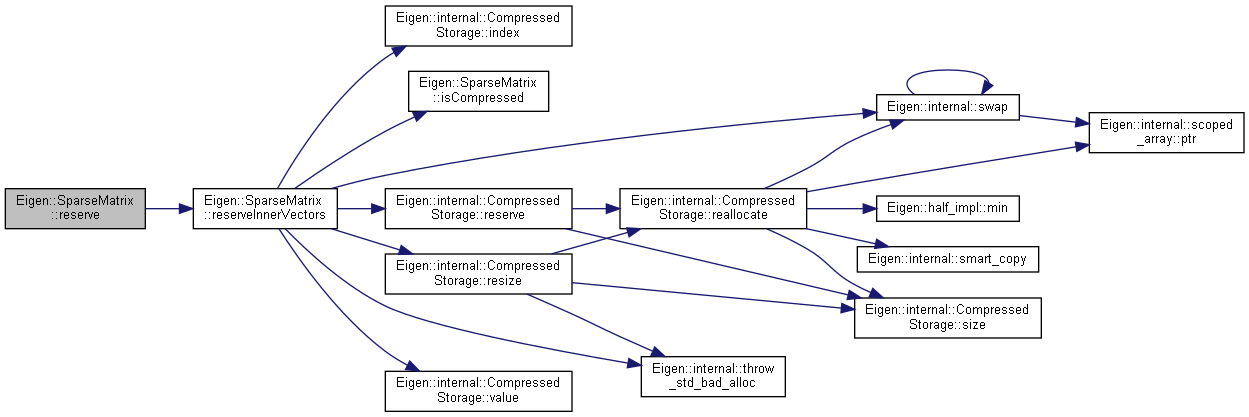 Eigen::SparseMatrix
::reserve
Eigen::SparseMatrix
::reserveInnerVectors
Eigen::internal::Compressed
Storage::index
Eigen::SparseMatrix
::isCompressed
Eigen::internal::Compressed
Storage::reserve
Eigen::internal::Compressed
Storage::resize
Eigen::internal::Compressed
Storage::value
Eigen::internal::Compressed
Storage::reallocate
Eigen::internal::throw
_std_bad_alloc
Eigen::internal::swap
Eigen::half_impl::min
Eigen::internal::smart_copy
Eigen::internal::Compressed
Storage::size
Eigen::internal::scoped
_array::ptr